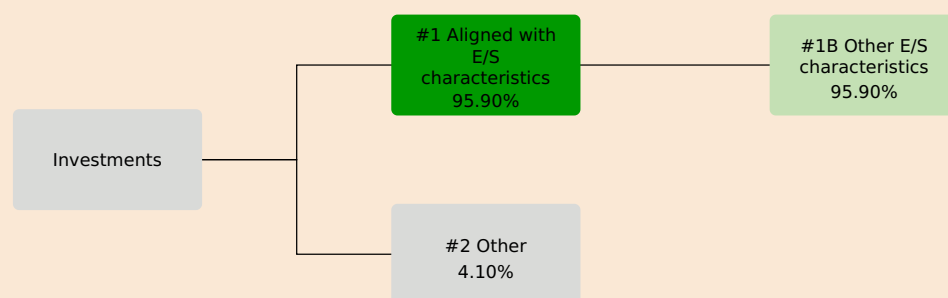 #1 Aligned with
E/S
characteristics
95.90%
#1B Other E/S
characteristics
95.90%
Investments
#2 Other
4.10%